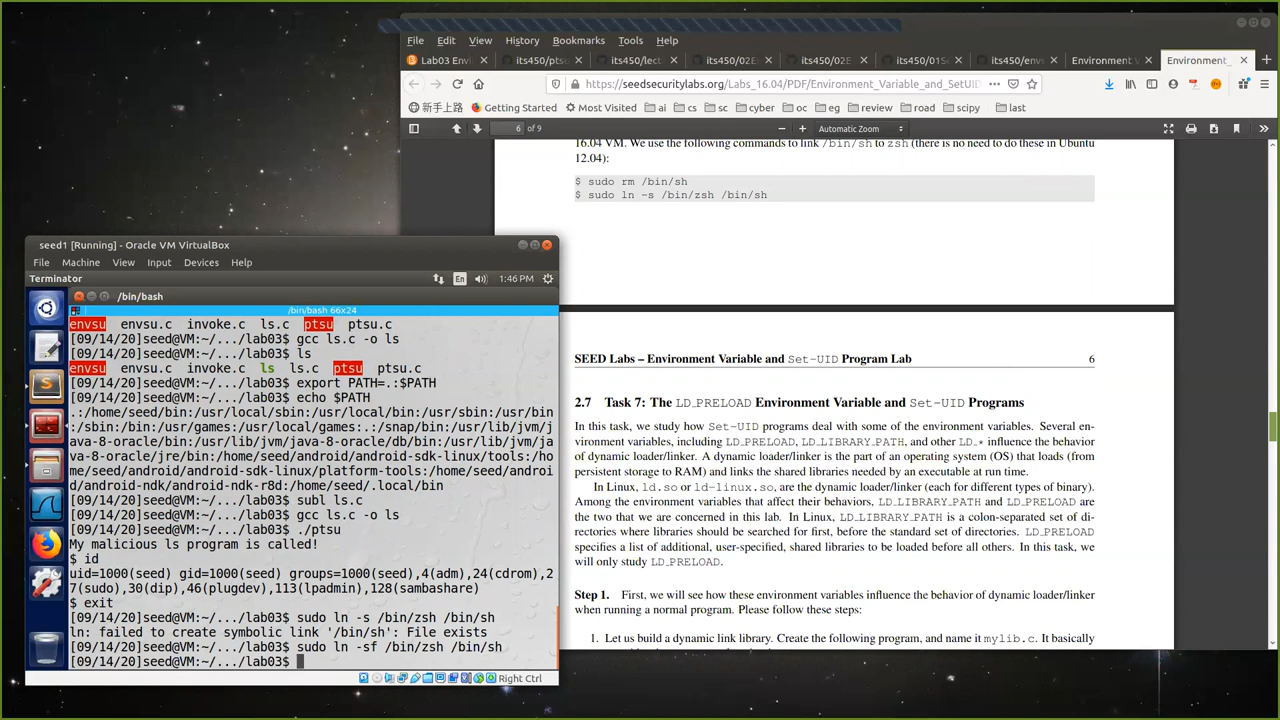 File Edit View History Bookmarks Tools Help
Lab03 Envi its450/ptsu its450/lect its450/02E its450/02E its450/01S its450/env Environment V Environment_
https://seedsecuritylabs.org/Labs_16.04/PDF/Environment_Variable_and_SetUID
新手上路 Getting Started Most Visited ai cs sc cyber oc eg review road scipy last
6 of 9 Automatic Zoom
16.04 VM. We use the following commands to link /bin/sh to zsh (there is no need to do these in Ubuntu
12.04):
$ sudo rm /bin/sh
$ sudo ln -s /bin/zsh /bin/sh
SEED Labs – Environment Variable and Set-UID Program Lab 6
2.7 Task 7: The LD_PRELOAD Environment Variable and Set-UID Programs
In this task, we study how Set-UID programs deal with some of the environment variables. Several en-
vironment variables, including LD_PRELOAD, LD_LIBRARY_PATH, and other LD_* influence the behavior
of dynamic loader/linker. A dynamic loader/linker is the part of an operating system (OS) that loads (from
persistent storage to RAM) and links the shared libraries needed by an executable at run time.
In Linux, ld.so or ld-linux.so, are the dynamic loader/linker (each for different types of binary).
Among the environment variables that affect their behaviors, LD_LIBRARY_PATH and LD_PRELOAD are
the two that we are concerned in this lab. In Linux, LD_LIBRARY_PATH is a colon-separated set of di-
rectories where libraries should be searched for first, before the standard set of directories. LD_PRELOAD
specifies a list of additional, user-specified, shared libraries to be loaded before all others. In this task, we
will only study LD_PRELOAD.
Step 1. First, we will see how these environment variables influence the behavior of dynamic loader/linker
when running a normal program. Please follow these steps:
1. Let us build a dynamic link library. Create the following program, and name it mylib.c. It basically
seed1 [Running] - Oracle VM VirtualBox
File Machine View Input Devices Help
Terminator En 1:46 PM
/bin/bash
/bin/bash 66x24
envsu envsu.c invoke.c ls.c ptsu ptsu.c
[09/14/20]seed@VM:~/.../lab03$ gcc ls.c -o ls
[09/14/20]seed@VM:~/.../lab03$ ls
envsu envsu.c invoke.c ls ls.c ptsu ptsu.c
[09/14/20]seed@VM:~/.../lab03$ export PATH=.:$PATH
[09/14/20]seed@VM:~/.../lab03$ echo $PATH
.:/home/seed/bin:/usr/local/sbin:/usr/local/bin:/usr/sbin:/usr/bin
:/sbin:/bin:/usr/games:/usr/local/games:.:/snap/bin:/usr/lib/jvm/j
ava-8-oracle/bin:/usr/lib/jvm/java-8-oracle/db/bin:/usr/lib/jvm/ja
va-8-oracle/jre/bin:/home/seed/android/android-sdk-linux/tools:/ho
me/seed/android/android-sdk-linux/platform-tools:/home/seed/androi
d/android-ndk/android-ndk-r8d:/home/seed/.local/bin
[09/14/20]seed@VM:~/.../lab03$ subl ls.c
[09/14/20]seed@VM:~/.../lab03$ gcc ls.c -o ls
[09/14/20]seed@VM:~/.../lab03$ ./ptsu
My malicious ls program is called!
$ id
uid=1000(seed) gid=1000(seed) groups=1000(seed),4(adm),24(cdrom),2
7(sudo),30(dip),46(plugdev),113(lpadmin),128(sambashare)
$ exit
[09/14/20]seed@VM:~/.../lab03$ sudo ln -s /bin/zsh /bin/sh
ln: failed to create symbolic link '/bin/sh': File exists
[09/14/20]seed@VM:~/.../lab03$ sudo ln -sf /bin/zsh /bin/sh
[09/14/20]seed@VM:~/.../lab03$
Right Ctrl